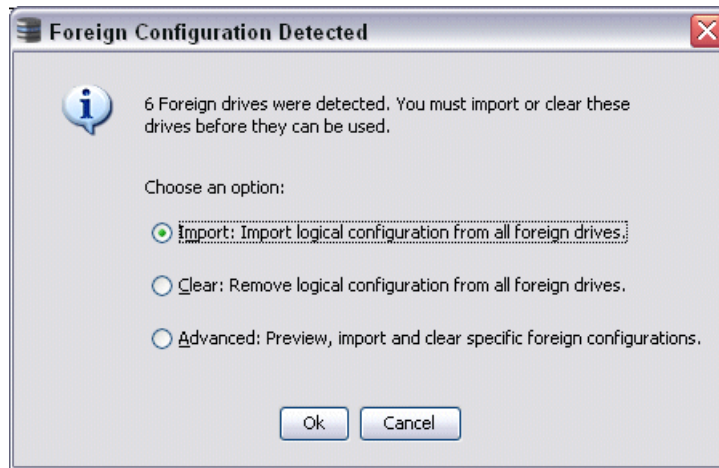 Foreign Configuration Detected
6 Foreign drives were detected. You must import or clear these
drives before they can be used.
Choose an option:
Import: Import logical configuration from all foreign drives.
Clear: Remove logical configuration from all foreign drives.
Advanced: Preview, import and clear specific foreign configurations.
Ok
Cancel